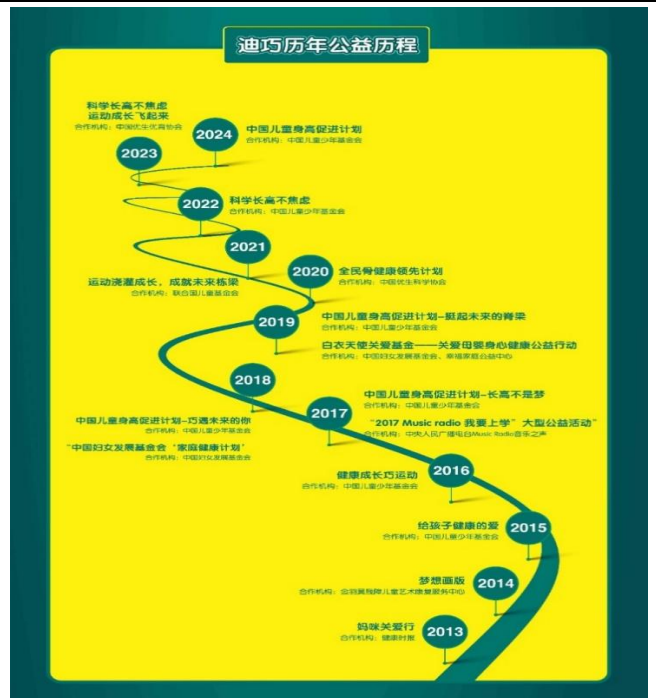 迪巧历年公益历程
科学长高不焦虑
运动成长飞起来
合作机构：中国优生优育协会
2023
2024
中国儿童身高促进计划
合作机构：中国儿童少年基金会
2022
科学长高不焦虑
合作机构：中国儿童少年基金会
2021
运动浇灌成长，成就未来栋梁
合作机构：联合国儿童基金会
2020
全民骨健康领先计划
合作机构：中国优生科学协会
2019
中国儿童身高促进计划-挺起未来的脊梁
合作机构：中国儿童少年基金会
白衣天使关爱基金——关爱母婴身心健康公益行动
合作机构：中国妇女发展基金会、幸福家庭公益中心
2018
中国儿童身高促进计划-巧遇未来的你
合作机构：中国儿童少年基金会
“中国妇女发展基金会‘家庭健康计划’
合作机构：中国妇女发展基金会
2017
中国儿童身高促进计划-长高不是梦
合作机构：中国儿童少年基金会
“2017 Music radio 我要上学”大型公益活动”
合作机构：中央人民广播电台Music Radio音乐之声
2016
健康成长巧运动
合作机构：中国儿童少年基金会
2015
给孩子健康的爱
合作机构：中国儿童少年基金会
2014
梦想画版
合作机构：金羽翼残障儿童艺术康复服务中心
2013
妈咪关爱行
合作机构：健康时报